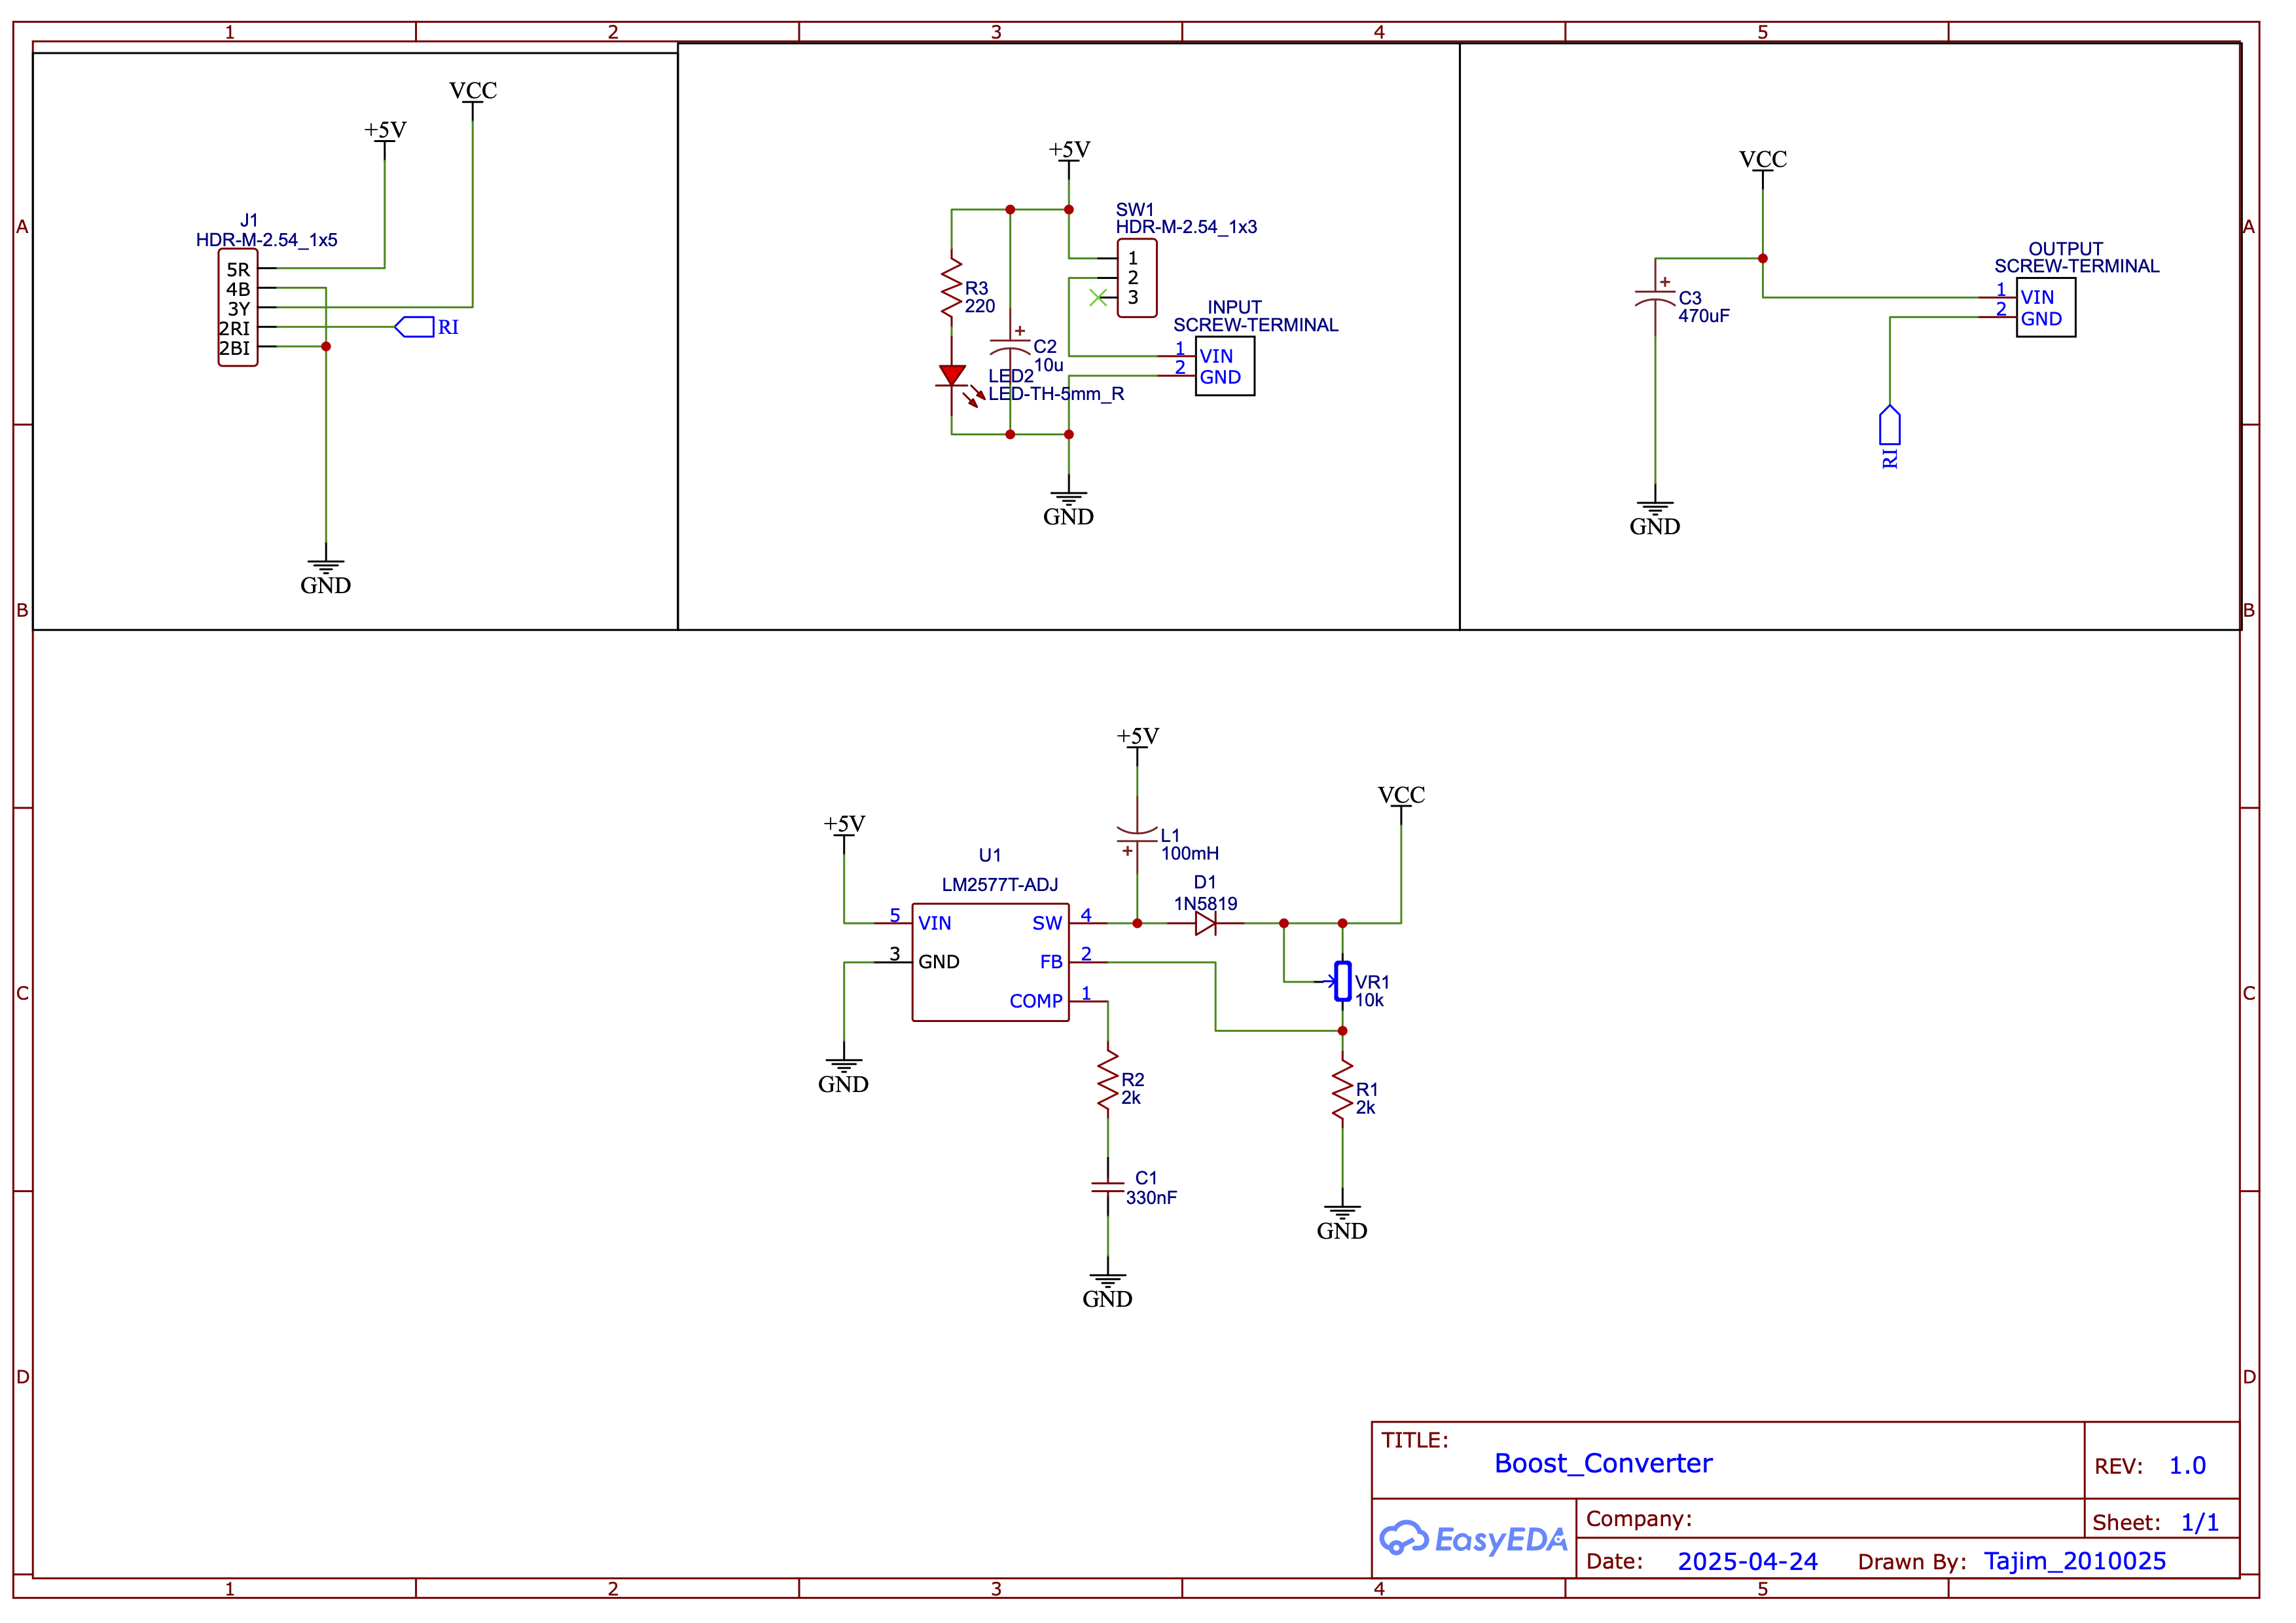 1 2 3 4 5
A
B
C
D
A
B
C
D
VCC
+5V
J1
HDR-M-2.54_1x5
5R
4B
3Y
2RI
2BI
RI
GND
+5V
SW1
HDR-M-2.54_1x3
1
2
3
R3
220
C2
10u
LED2
LED-TH-5mm_R
INPUT
SCREW-TERMINAL
1 VIN
2 GND
GND
VCC
C3
470uF
OUTPUT
SCREW-TERMINAL
1 VIN
2 GND
RI
GND
+5V
VCC
+5V
L1
100mH
U1
LM2577T-ADJ
D1
1N5819
5 VIN SW 4
3 GND FB 2
COMP 1
VR1
10k
GND
R2
2k
R1
2k
C1
330nF
GND
GND
TITLE:
Boost_Converter
REV: 1.0
EasyEDA
Company:
Sheet: 1/1
Date: 2025-04-24 Drawn By: Tajim_2010025
1 2 3 4 5